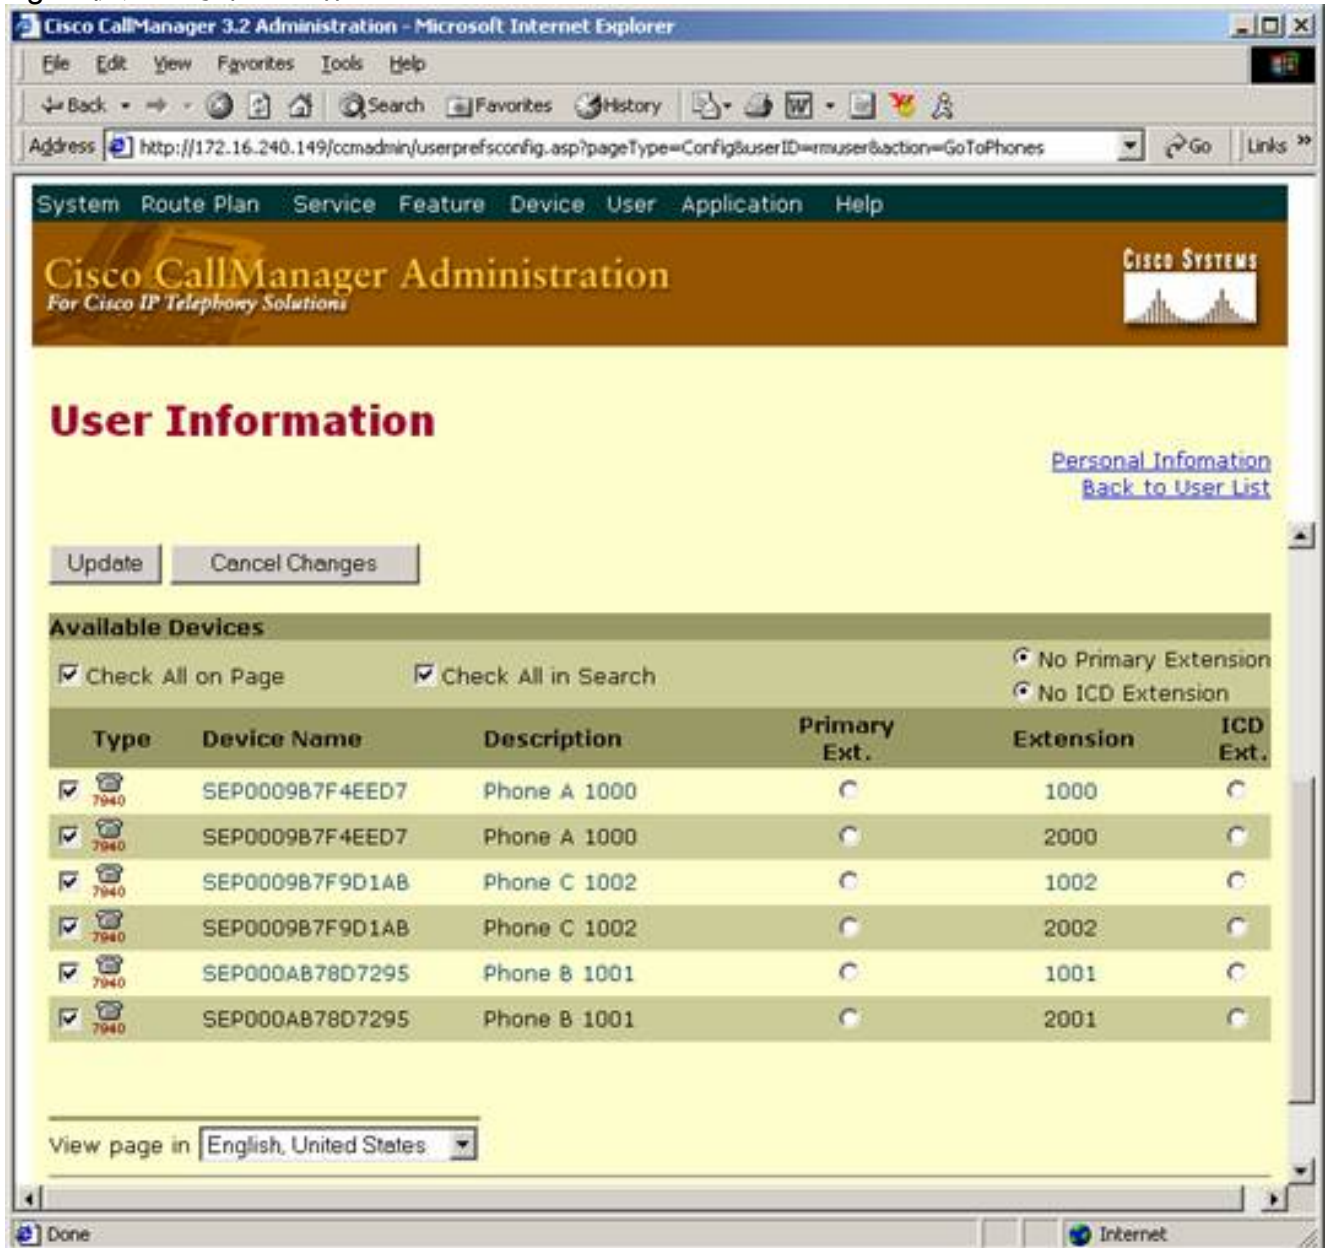 Cisco CallManager 3.2 Administration - Microsoft Internet Explorer
File Edit View Favorites Tools Help
Back Search Favorites History
Address http://172.16.240.149/ccmadmin/userprefsconfig.asp?pageType=Config&userID=rmuser&action=GoToPhones Go Links »
System Route Plan Service Feature Device User Application Help
Cisco CallManager Administration
For Cisco IP Telephony Solutions
CISCO SYSTEMS
User Information
Personal Infomation
Back to User List
Update Cancel Changes
Available Devices
Check All on Page Check All in Search No Primary Extension
No ICD Extension
Type Device Name Description Primary Ext. Extension ICD Ext.
7940 SEP0009B7F4EED7 Phone A 1000 1000
7940 SEP0009B7F4EED7 Phone A 1000 2000
7940 SEP0009B7F9D1AB Phone C 1002 1002
7940 SEP0009B7F9D1AB Phone C 1002 2002
7940 SEP000AB78D7295 Phone B 1001 1001
7940 SEP000AB78D7295 Phone B 1001 2001
View page in English, United States
Done Internet